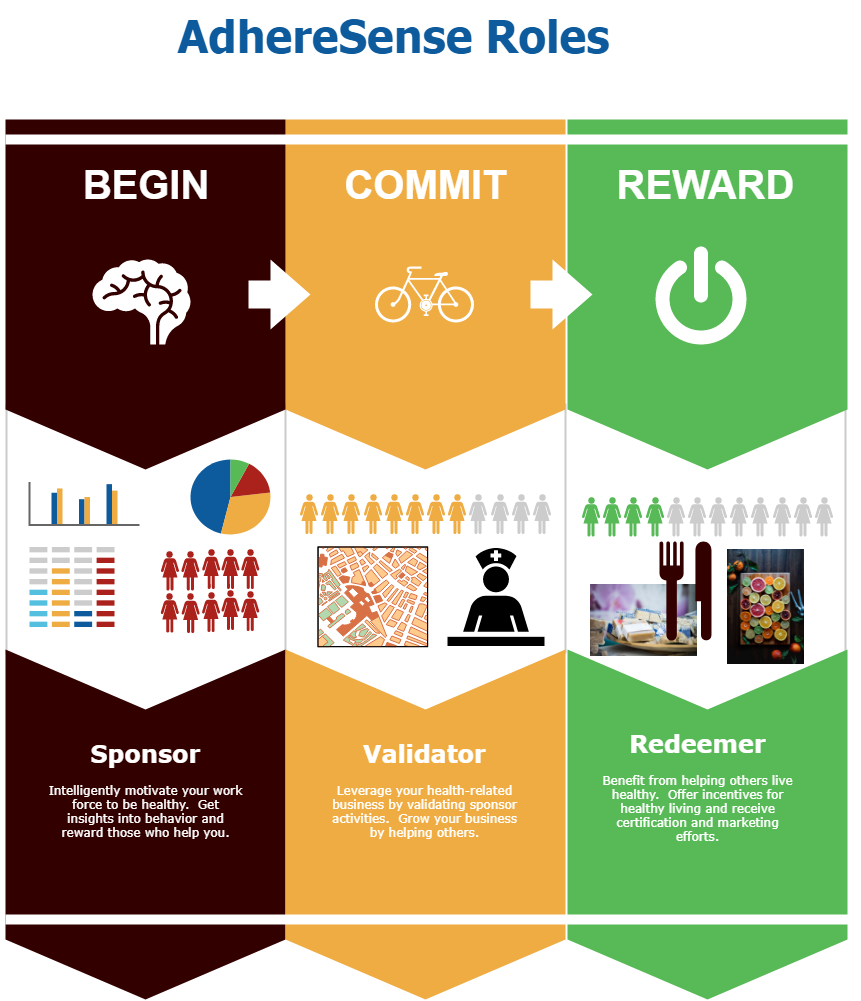 AdhereSense Roles
BEGIN
COMMIT
REWARD
Sponsor
Intelligently motivate your work
force to be healthy.  Get
insights into behavior and
reward those who help you.
Validator
Leverage your health-related
business by validating sponsor
activities.  Grow your business
by helping others.
Redeemer
Benefit from helping others live
healthy.  Offer incentives for
healthy living and receive
certification and marketing
efforts.